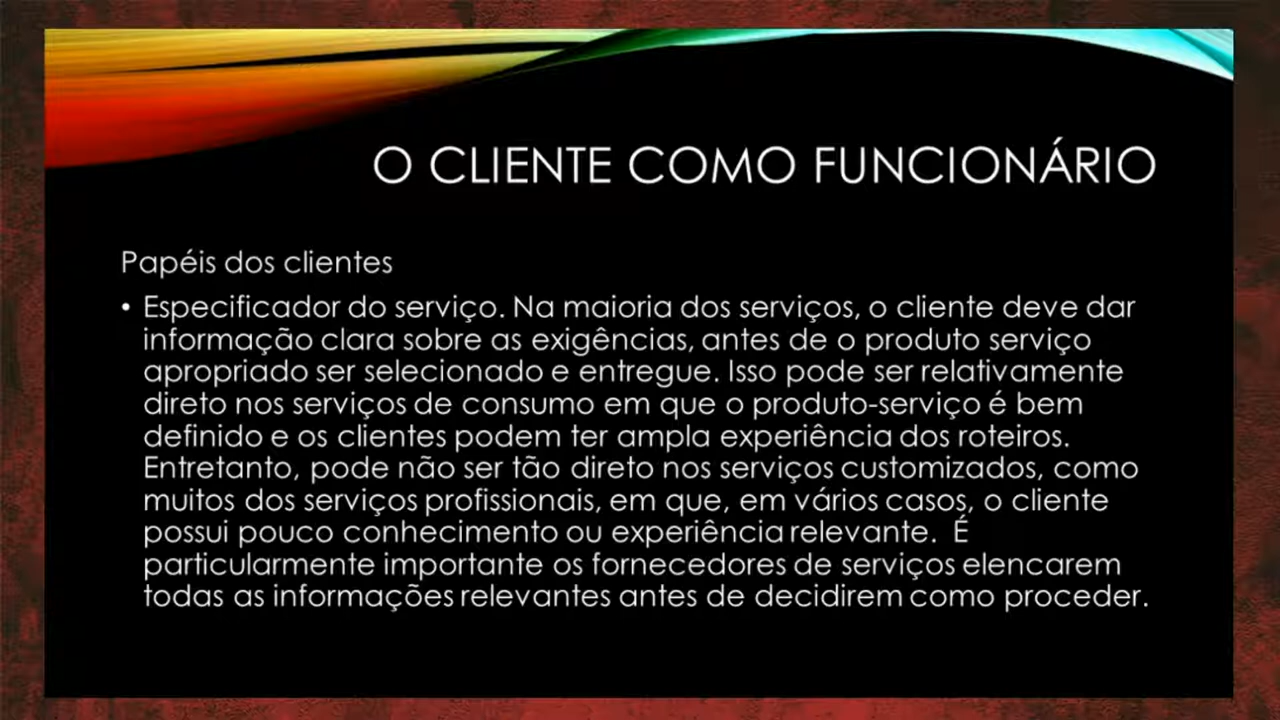 O CLIENTE COMO FUNCIONÁRIO
Papéis dos clientes
• Especificador do serviço. Na maioria dos serviços, o cliente deve dar
informação clara sobre as exigências, antes de o produto serviço
apropriado ser selecionado e entregue. Isso pode ser relativamente
direto nos serviços de consumo em que o produto-serviço é bem
definido e os clientes podem ter ampla experiência dos roteiros.
Entretanto, pode não ser tão direto nos serviços customizados, como
muitos dos serviços profissionais, em que, em vários casos, o cliente
possui pouco conhecimento ou experiência relevante. É
particularmente importante os fornecedores de serviços elencarem
todas as informações relevantes antes de decidirem como proceder.